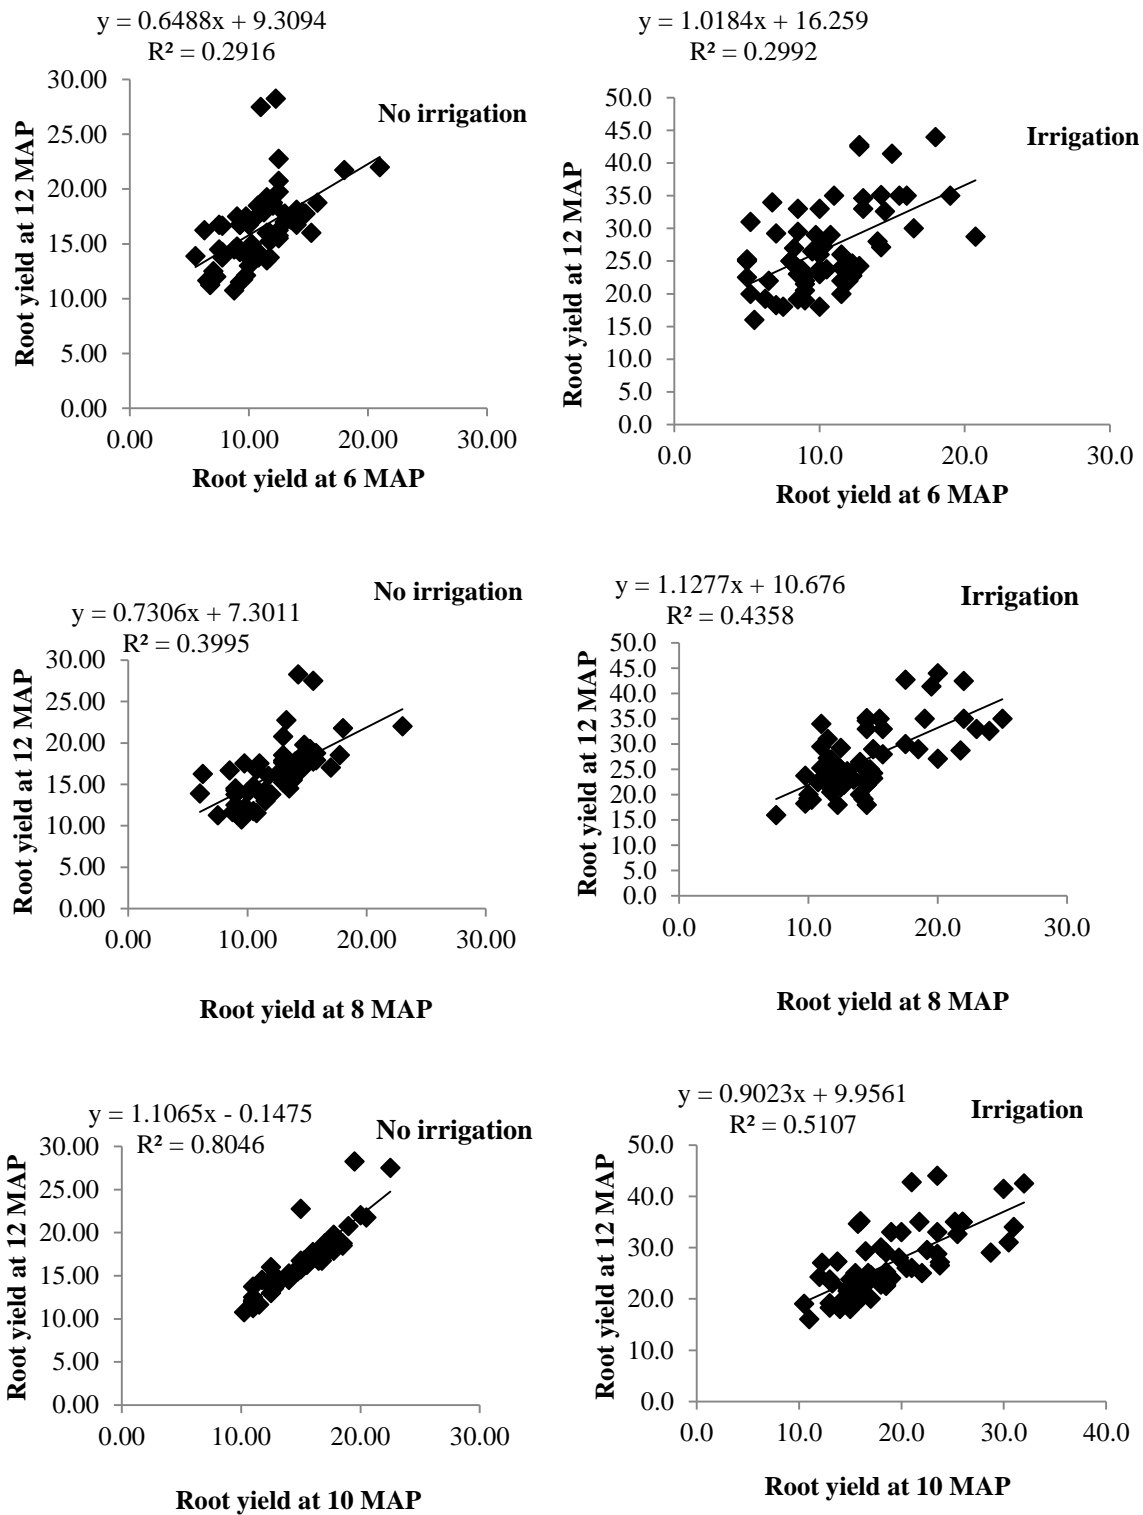 y = 0.6488x + 9.3094
R² = 0.2916
No irrigation
30.00
25.00
20.00
15.00
10.00
5.00
0.00
0.00 10.00 20.00 30.00
Root yield at 12 MAP
Root yield at 6 MAP
y = 1.0184x + 16.259
R² = 0.2992
Irrigation
50.0
45.0
40.0
35.0
30.0
25.0
20.0
15.0
10.0
5.0
0.0
0.0 10.0 20.0 30.0
Root yield at 12 MAP
Root yield at 6 MAP
No irrigation
y = 0.7306x + 7.3011
R² = 0.3995
30.00
25.00
20.00
15.00
10.00
5.00
0.00
0.00 10.00 20.00 30.00
Root yield at 12 MAP
Root yield at 8 MAP
y = 1.1277x + 10.676
R² = 0.4358
Irrigation
50.0
45.0
40.0
35.0
30.0
25.0
20.0
15.0
10.0
5.0
0.0
0.0 10.0 20.0 30.0
Root yield at 12 MAP
Root yield at 8 MAP
y = 1.1065x - 0.1475
R² = 0.8046
No irrigation
30.00
25.00
20.00
15.00
10.00
5.00
0.00
0.00 10.00 20.00 30.00
Root yield at 12 MAP
Root yield at 10 MAP
y = 0.9023x + 9.9561
R² = 0.5107
Irrigation
50.0
40.0
30.0
20.0
10.0
0.0
0.0 10.0 20.0 30.0 40.0
Root yield at 12 MAP
Root yield at 10 MAP